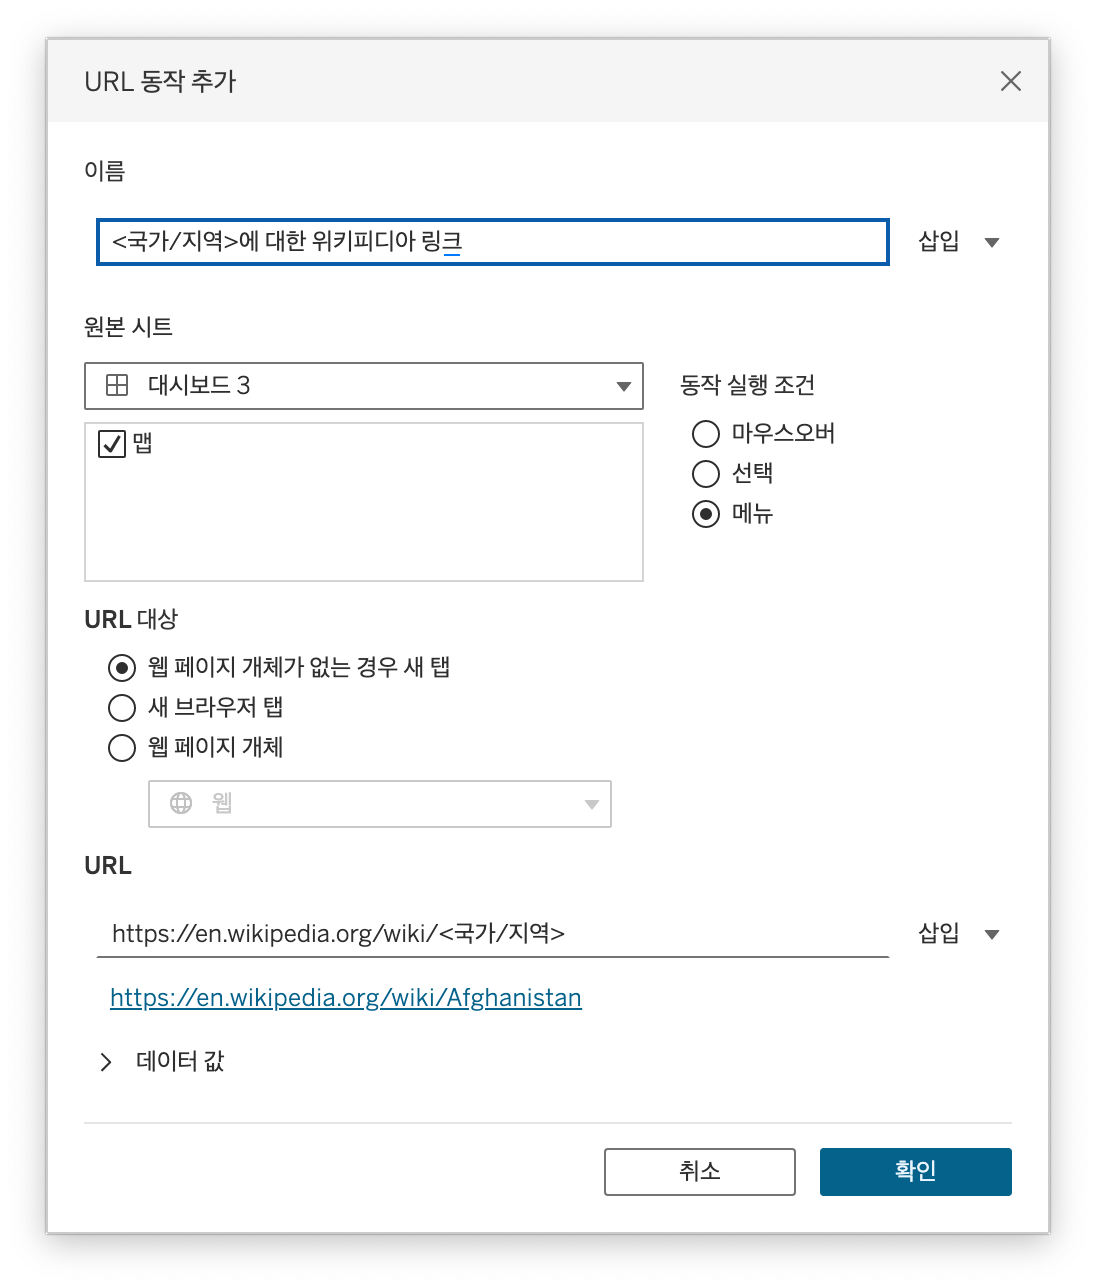 URL 동작 추가
이름
<국가/지역>에 대한 위키피디아 링크
삽입
원본 시트
대시보드 3
맵
동작 실행 조건
마우스오버
선택
메뉴
URL 대상
웹 페이지 개체가 없는 경우 새 탭
새 브라우저 탭
웹 페이지 개체
웹
URL
https://en.wikipedia.org/wiki/<국가/지역>
삽입
https://en.wikipedia.org/wiki/Afghanistan
데이터 값
취소
확인